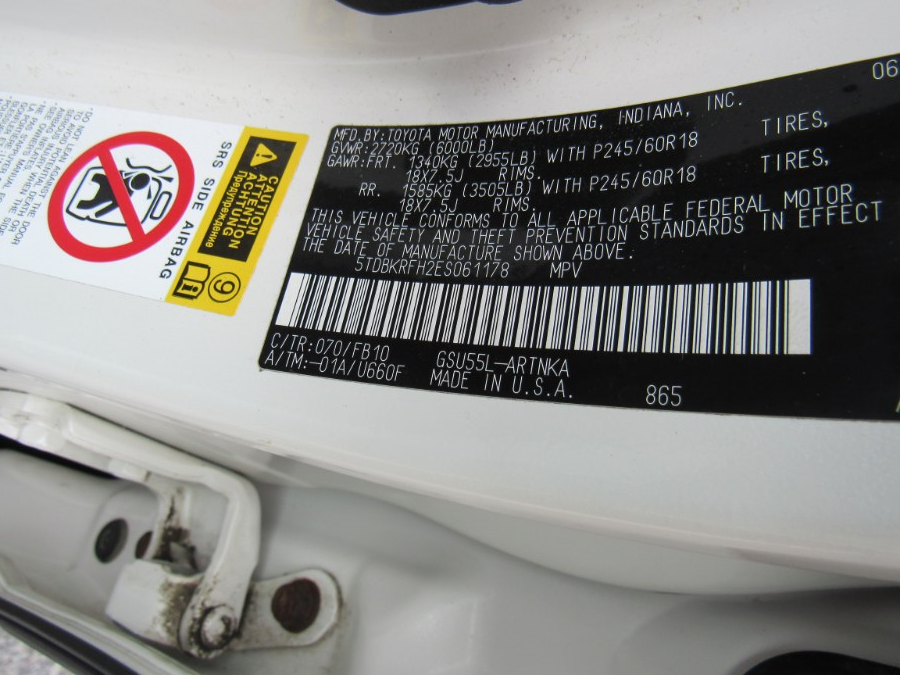 06
MFD.BY: TOYOTA MOTOR MANUFACTURING, INDIANA, INC.
GVWR: 2720KG (6000LB)
GAWR: FRT. 1340KG (2955LB) WITH P245/60R18 TIRES,
18X7.5J RIMS.
RR. 1585KG (3505LB) WITH P245/60R18 TIRES,
18X7.5J RIMS.
THIS VEHICLE CONFORMS TO ALL APPLICABLE FEDERAL MOTOR
VEHICLE SAFETY AND THEFT PREVENTION STANDARDS IN EFFECT
THE DATE OF MANUFACTURE SHOWN ABOVE.
5TDBKRFH2ES061178 MPV
C/TR: 070/FB10 GSU55L-ARTNKA
A/TM: -01A/U660F MADE IN U.S.A. 865
SRS SIDE AIRBAG
CAUTION
ATTENTION
ACHTUNG
Предупреждение
9